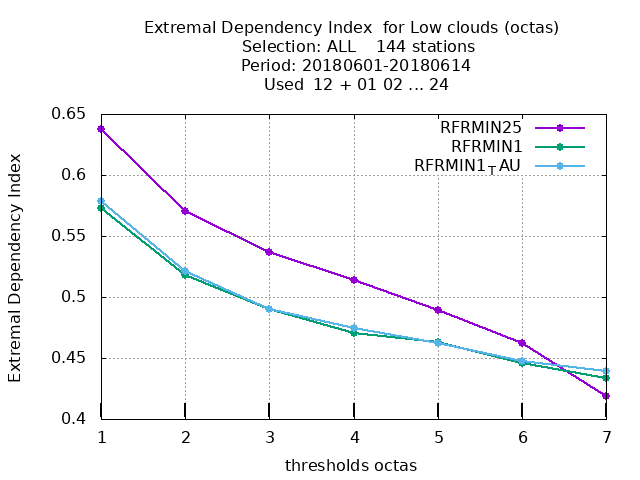 Extremal Dependency Index  for Low clouds (octas)
Selection: ALL    144 stations
Period: 20180601-20180614
Used  12 + 01 02 ... 24
RFRMIN25
RFRMIN1
RFRMIN1TAU
Extremal Dependency Index
0.65
0.6
0.55
0.5
0.45
0.4
1 2 3 4 5 6 7
thresholds octas